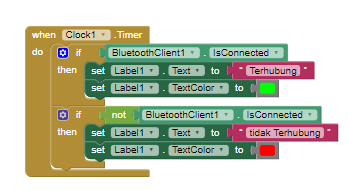 when Clock1 .Timer
do if BluetoothClient1 . IsConnected
then set Label1 . Text to " Terhubung "
set Label1 . TextColor to
if not BluetoothClient1 . IsConnected
then set Label1 . Text to " tidak Terhubung "
set Label1 . TextColor to